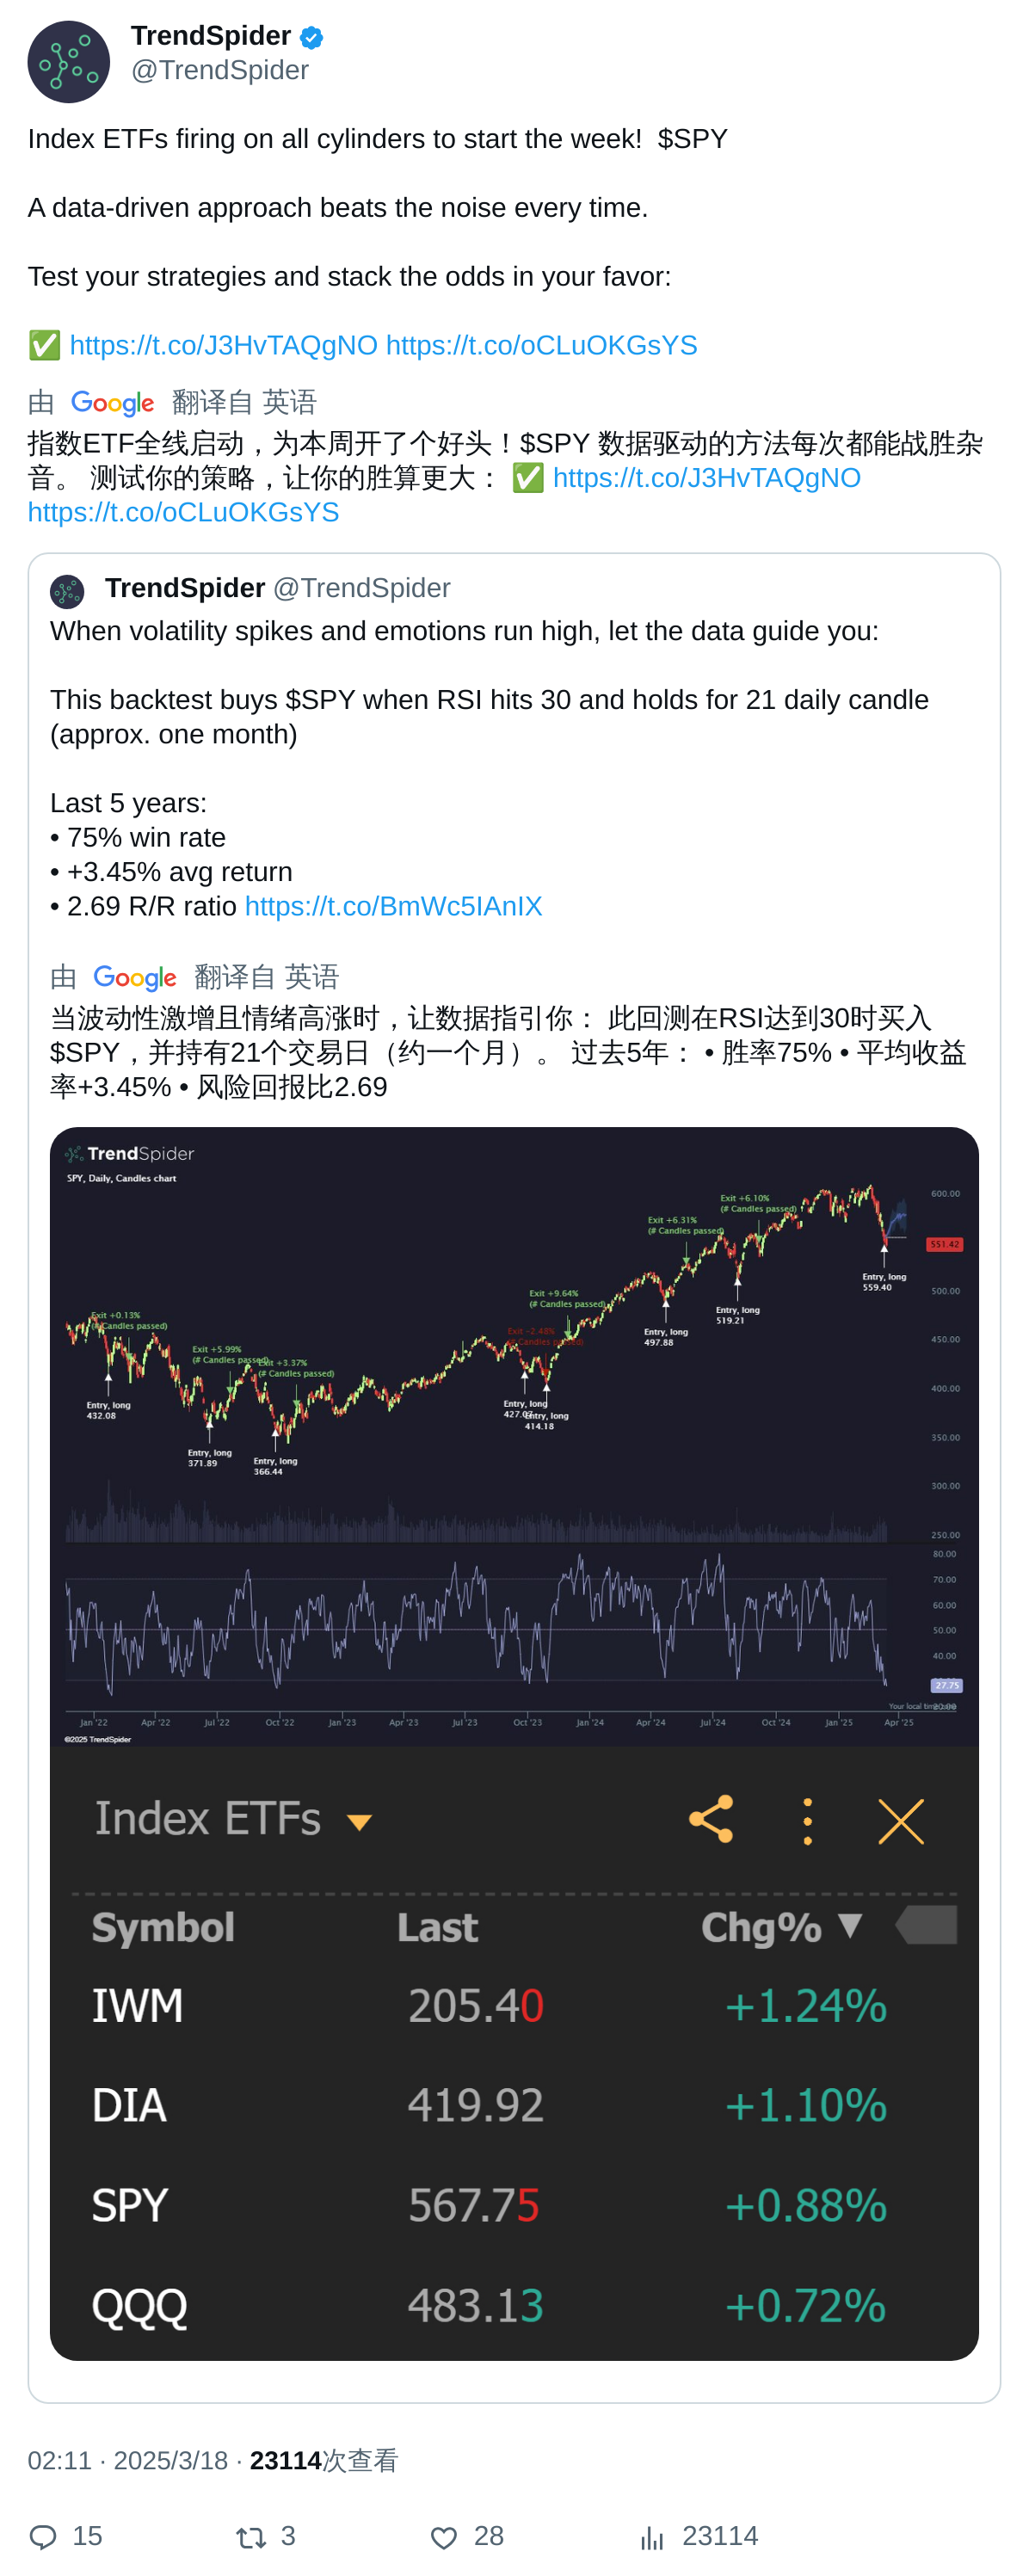 TrendSpider
@TrendSpider
Index ETFs firing on all cylinders to start the week!  $SPY
A data-driven approach beats the noise every time.
Test your strategies and stack the odds in your favor:
✅ https://t.co/J3HvTAQgNO https://t.co/oCLuOKGsYS
由 Google 翻译自 英语
指数ETF全线启动，为本周开了个好头！$SPY 数据驱动的方法每次都能战胜杂
音。 测试你的策略，让你的胜算更大： ✅ https://t.co/J3HvTAQgNO
https://t.co/oCLuOKGsYS
TrendSpider @TrendSpider
When volatility spikes and emotions run high, let the data guide you:
This backtest buys $SPY when RSI hits 30 and holds for 21 daily candle
(approx. one month)
Last 5 years:
• 75% win rate
• +3.45% avg return
• 2.69 R/R ratio https://t.co/BmWc5IAnIX
由 Google 翻译自 英语
当波动性激增且情绪高涨时，让数据指引你： 此回测在RSI达到30时买入
$SPY，并持有21个交易日（约一个月）。 过去5年： • 胜率75% • 平均收益
率+3.45% • 风险回报比2.69
TrendSpider
SPY, Daily, Candles chart
600.00
551.42
500.00
450.00
400.00
350.00
300.00
250.00
Exit +0.13%
(# Candles passed)
Entry, long
432.08
Exit +5.99%
(# Candles passed)
Entry, long
371.89
Exit +3.37%
(# Candles passed)
Entry, long
366.44
Exit -2.48%
(# Candles passed)
Entry, long
Exit +9.64%
(# Candles passed)
Entry, long
414.18
Exit +6.31%
(# Candles passed)
Entry, long
497.88
Exit +6.10%
(# Candles passed)
Entry, long
519.21
Entry, long
559.40
80.00
70.00
60.00
50.00
40.00
27.75
Your local time
Jan '22 Apr '22 Jul '22 Oct '22 Jan '23 Apr '23 Jul '23 Oct '23 Jan '24 Apr '24 Jul '24 Oct '24 Jan '25 Apr '25
©2025 TrendSpider
Index ETFs
Symbol Last Chg% ▼
IWM 205.40 +1.24%
DIA 419.92 +1.10%
SPY 567.75 +0.88%
QQQ 483.13 +0.72%
02:11 · 2025/3/18 · 23114次查看
15 3 28 23114